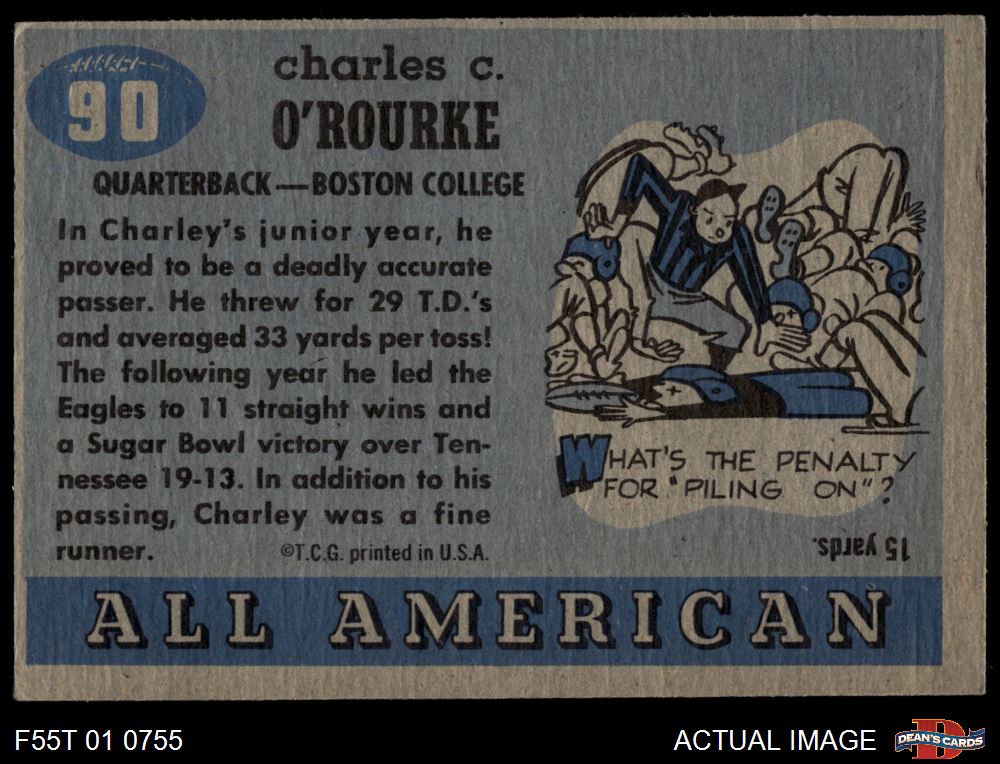 90
charles c.
O'ROURKE
QUARTERBACK—BOSTON COLLEGE
In Charley's junior year, he
proved to be a deadly accurate
passer. He threw for 29 T.D.'s
and averaged 33 yards per toss!
The following year he led the
Eagles to 11 straight wins and
a Sugar Bowl victory over Ten-
nessee 19-13. In addition to his
passing, Charley was a fine
runner.
©T.C.G. printed in U.S.A.
WHAT'S THE PENALTY
FOR "PILING ON"?
15 yards.
ALL AMERICAN
F55T 01 0755
ACTUAL IMAGE
D
DEAN'S CARDS